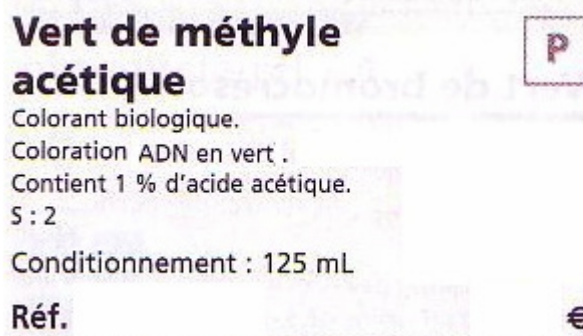 Vert de méthyle
acétique
P
Colorant biologique.
Coloration ADN en vert .
Contient 1 % d'acide acétique.
S : 2
Conditionnement : 125 mL
Réf.
€